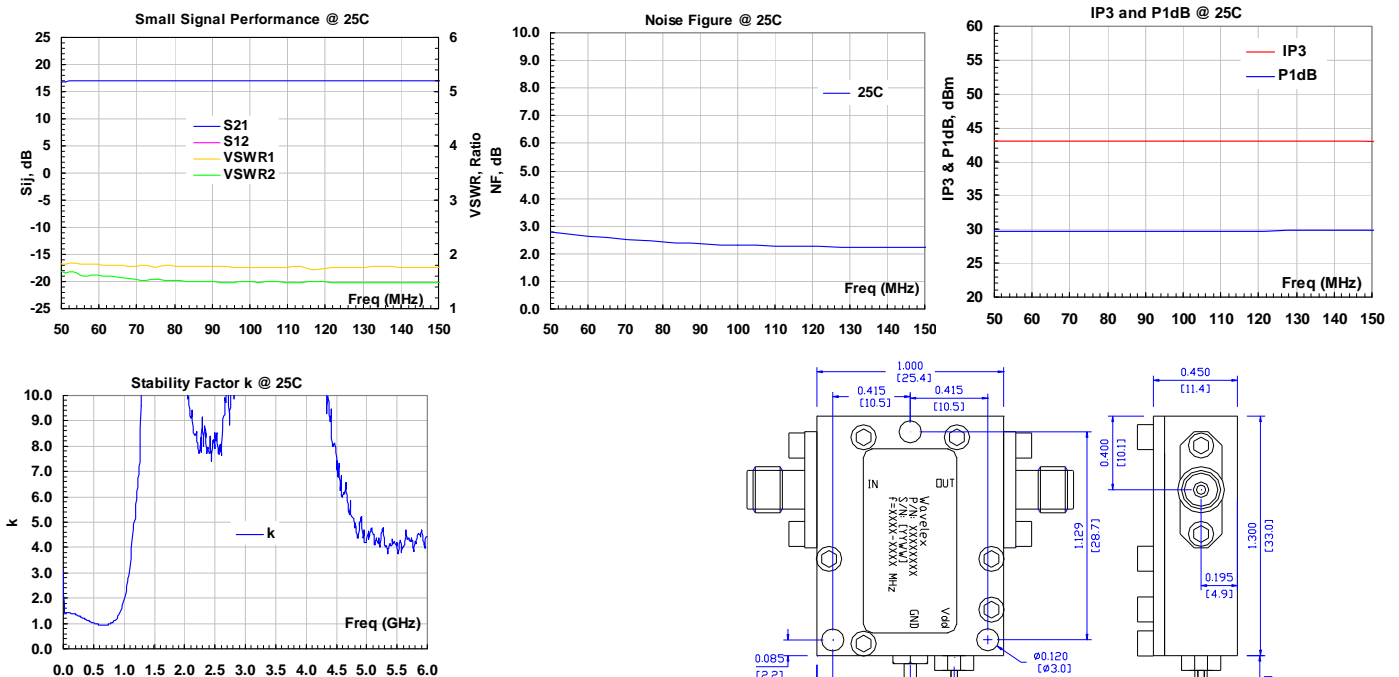 Small Signal Performance @ 25C
25
20
15
10
5
0
-5
-10
-15
-20
-25
Sij, dB
6
5
4
3
2
1
VSWR, Ratio
S21
S12
VSWR1
VSWR2
Freq (MHz)
50 60 70 80 90 100 110 120 130 140 150
Noise Figure @ 25C
10.0
9.0
8.0
7.0
6.0
5.0
4.0
3.0
2.0
1.0
0.0
NF, dB
25C
Freq (MHz)
50 60 70 80 90 100 110 120 130 140 150
IP3 and P1dB @ 25C
60
55
50
45
40
35
30
25
20
IP3 & P1dB, dBm
IP3
P1dB
Freq (MHz)
50 60 70 80 90 100 110 120 130 140 150
Stability Factor k @ 25C
10.0
9.0
8.0
7.0
6.0
5.0
4.0
3.0
2.0
1.0
0.0
k
k
Freq (GHz)
0.0 0.5 1.0 1.5 2.0 2.5 3.0 3.5 4.0 4.5 5.0 5.5 6.0
1.000
[25.4]
0.415
[10.5]
0.415
[10.5]
IN
OUT
Wavelex
P/N: XXXXXXXX
S/N: [YYWW]
f=XXXX-XXXX MHz
GND
Vdd
1.129
[28.7]
0.085
[2.2]
Ø0.120
[Ø3.0]
0.450
[11.4]
0.400
[10.1]
1.300
[33.0]
0.195
[4.9]